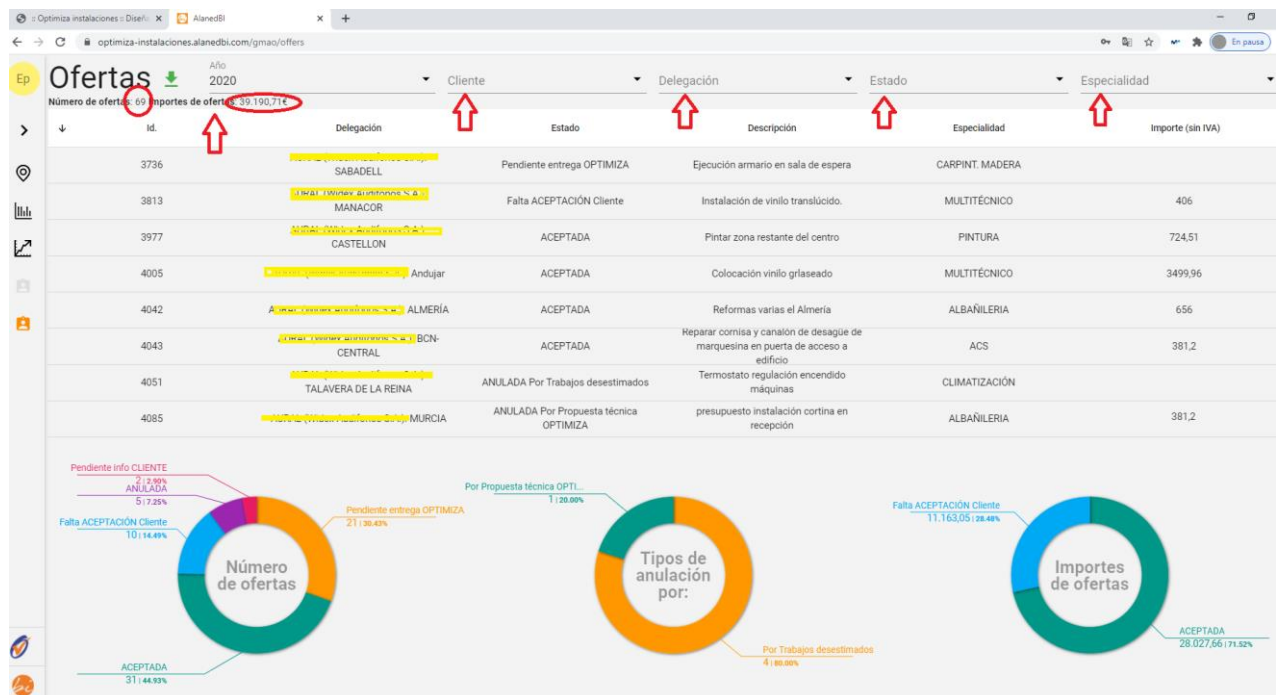 :: Optimiza instalaciones :: Diseño
AlanedBI
optimiza-instalaciones.alanedbi.com/gmao/offers
En pausa
Ep
Ofertas
Año
2020
Cliente
Delegación
Estado
Especialidad
Número de ofertas: 69 Importes de ofertas: 39.190,71€
Id. Delegación Estado Descripción Especialidad Importe (sin IVA)
3736 SABADELL Pendiente entrega OPTIMIZA Ejecución armario en sala de espera CARPINT. MADERA
3813 MANACOR Falta ACEPTACIÓN Cliente Instalación de vinilo translúcido. MULTITÉCNICO 406
3977 CASTELLON ACEPTADA Pintar zona restante del centro PINTURA 724,51
4005 Andujar ACEPTADA Colocación vinilo grlaseado MULTITÉCNICO 3499,96
4042 ALMERÍA ACEPTADA Reformas varias el Almería ALBAÑILERIA 656
4043 BCN-
CENTRAL ACEPTADA Reparar cornisa y canalón de desagüe de
marquesina en puerta de acceso a
edificio ACS 381,2
4051 TALAVERA DE LA REINA ANULADA Por Trabajos desestimados Termostato regulación encendido
máquinas CLIMATIZACIÓN
4085 MURCIA ANULADA Por Propuesta técnica
OPTIMIZA presupuesto instalación cortina en
recepción ALBAÑILERIA 381,2
Pendiente info CLIENTE
2 | 2.90%
ANULADA
5 | 7.25%
Falta ACEPTACIÓN Cliente
10 | 14.49%
Pendiente entrega OPTIMIZA
21 | 30.43%
Número
de ofertas
ACEPTADA
31 | 44.93%
Por Propuesta técnica OPTI...
1 | 20.00%
Tipos de
anulación
por:
Por Trabajos desestimados
4 | 80.00%
Falta ACEPTACIÓN Cliente
11.163,05 | 28.48%
Importes
de ofertas
ACEPTADA
28.027,66 | 71.52%
bi